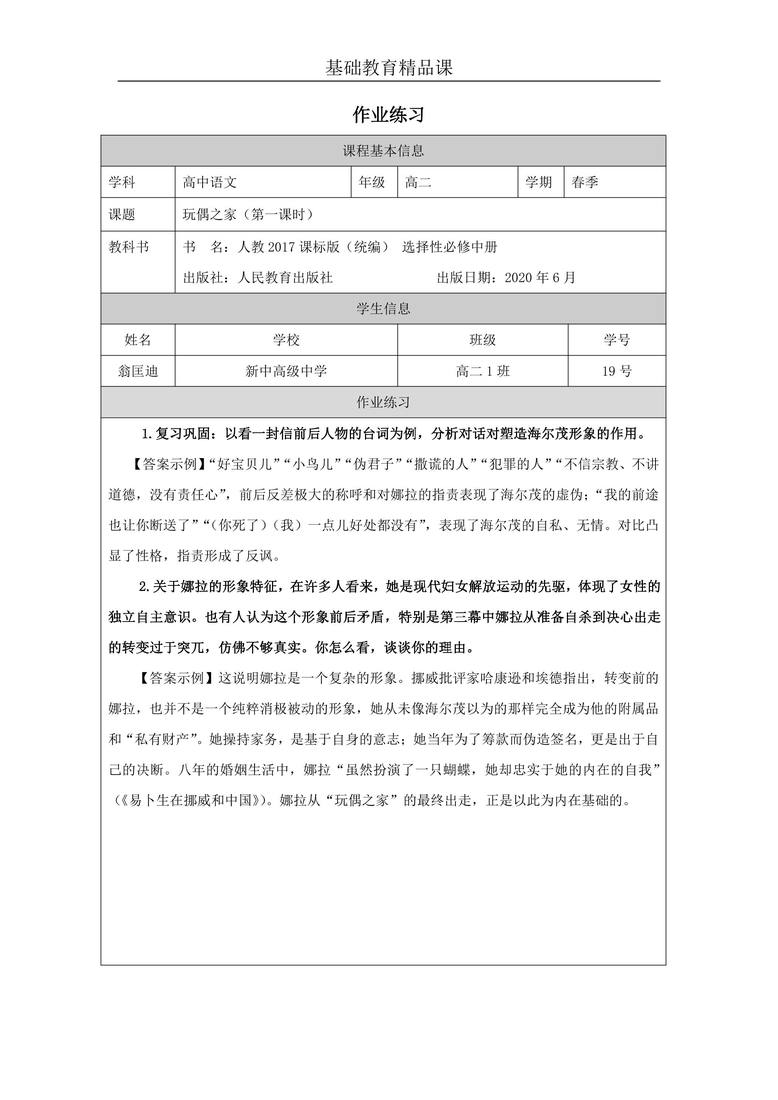 基础教育精品课
作业练习
课程基本信息
学科 高中语文 年级 高二 学期 春季
课题 玩偶之家（第一课时）
教科书 书 名：人教 2017 课标版（统编） 选择性必修中册
出版社：人民教育出版社 出版日期：2020 年 6 月
学生信息
姓名 学校 班级 学号
翁匡迪 新中高级中学 高二 1 班 19 号
作业练习
1.复习巩固：以看一封信前后人物的台词为例，分析对话对塑造海尔茂形象的作用。
【答案示例】“好宝贝儿”“小鸟儿”“伪君子”“撒谎的人”“犯罪的人”“不信宗教、不讲
道德，没有责任心”，前后反差极大的称呼和对娜拉的指责表现了海尔茂的虚伪；“我的前途
也让你断送了”“（你死了）（我）一点儿好处都没有”，表现了海尔茂的自私、无情。对比凸
显了性格，指责形成了反讽。
2.关于娜拉的形象特征，在许多人看来，她是现代妇女解放运动的先驱，体现了女性的
独立自主意识。也有人认为这个形象前后矛盾，特别是第三幕中娜拉从准备自杀到决心出走
的转变过于突兀，仿佛不够真实。你怎么看，谈谈你的理由。
【答案示例】这说明娜拉是一个复杂的形象。挪威批评家哈康逊和埃德指出，转变前的
娜拉，也并不是一个纯粹消极被动的形象，她从未像海尔茂以为的那样完全成为他的附属品
和“私有财产”。她操持家务，是基于自身的意志；她当年为了筹款而伪造签名，更是出于自
己的决断。八年的婚姻生活中，娜拉“虽然扮演了一只蝴蝶，她却忠实于她的内在的自我”
（《易卜生在挪威和中国》）。娜拉从“玩偶之家”的最终出走，正是以此为内在基础的。